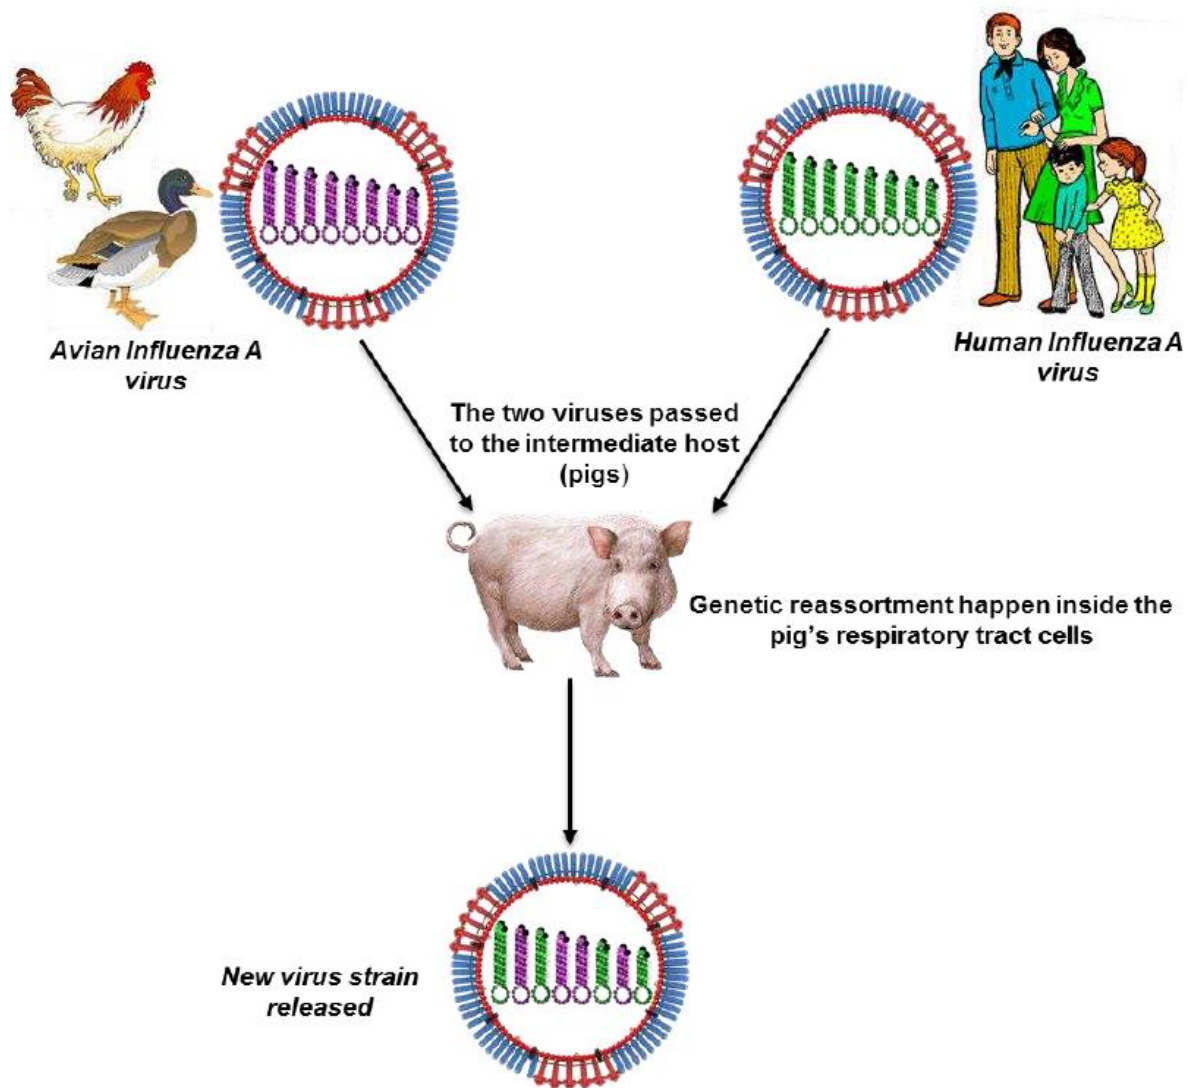 Avian Influenza A
virus
Human Influenza A
virus
The two viruses passed
to the intermediate host
(pigs)
Genetic reassortment happen inside the
pig's respiratory tract cells
New virus strain
released